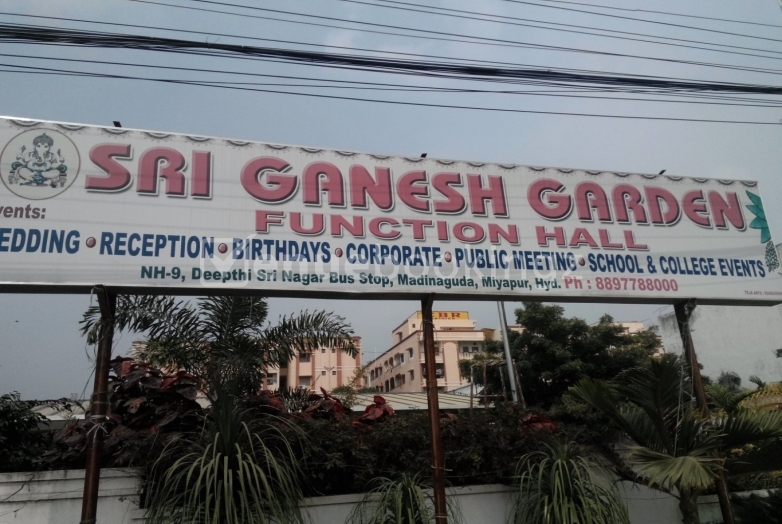 SRI GANESH GARDEN
FUNCTION HALL
vents:
EDDING • RECEPTION • BIRTHDAYS • CORPORATE • PUBLIC MEETING • SCHOOL & COLLEGE EVENTS
NH-9, Deepthi Sri Nagar Bus Stop, Madinaguda, Miyapur, Hyd. Ph : 8897788000